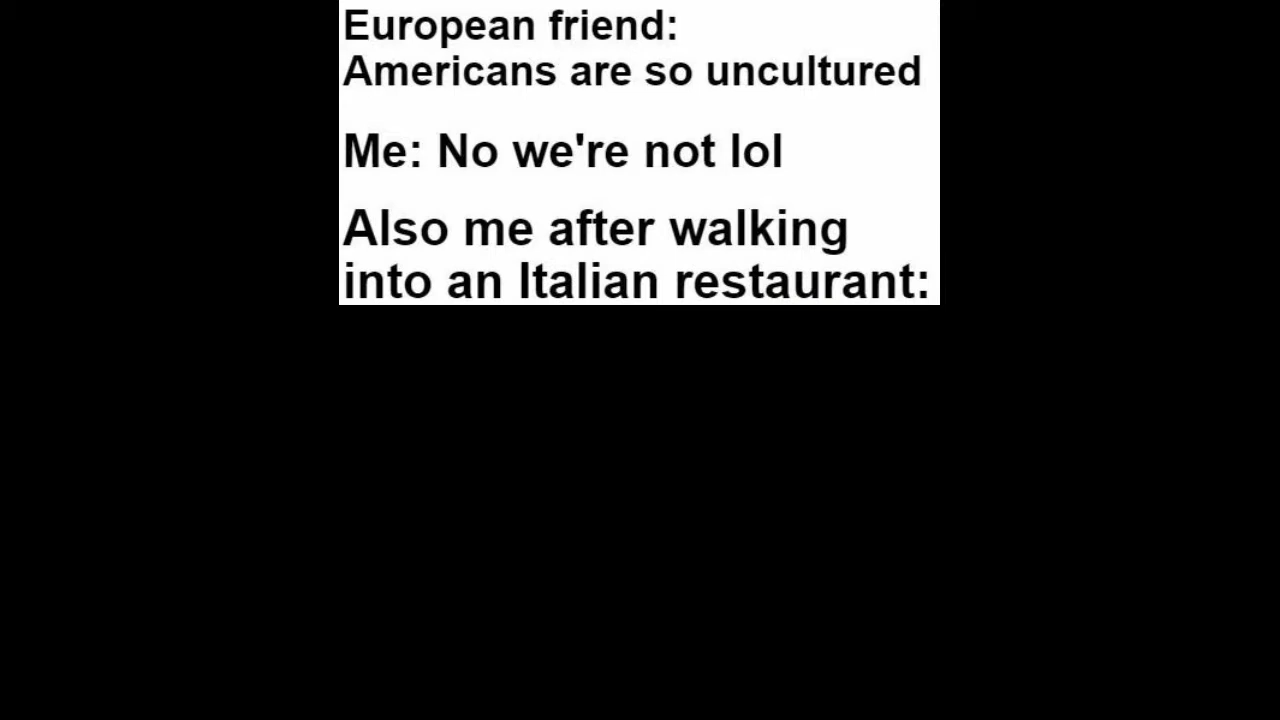 European friend:
Americans are so uncultured
Me: No we're not lol
Also me after walking
into an Italian restaurant: